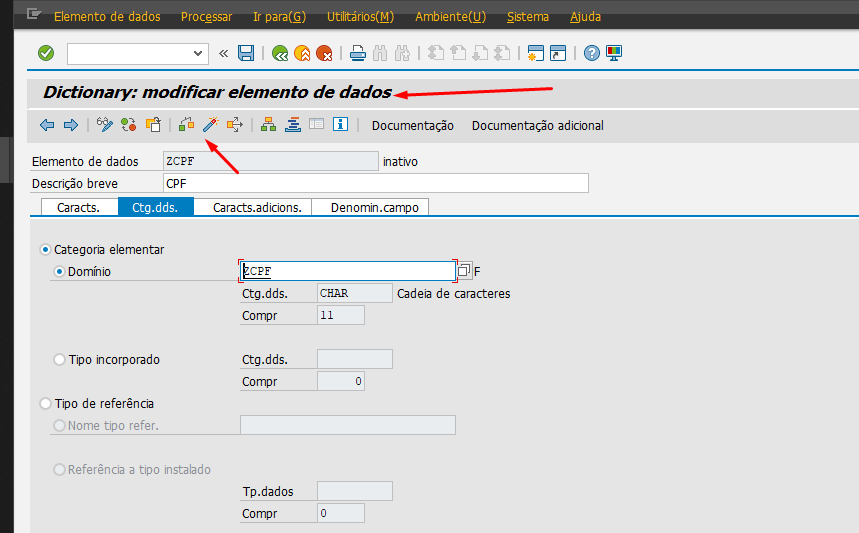 Elemento de dados Processar Ir para(G) Utilitários(M) Ambiente(U) Sistema Ajuda
Dictionary: modificar elemento de dados
Documentação Documentação adicional
Elemento de dados ZCPF inativo
Descrição breve CPF
Caracts. Ctg.dds. Caracts.adicions. Denomin.campo
Categoria elementar
Domínio ZCPF F
Ctg.dds. CHAR Cadeia de caracteres
Compr 11
Tipo incorporado Ctg.dds.
Compr 0
Tipo de referência
Nome tipo refer.
Referência a tipo instalado
Tp.dados
Compr 0